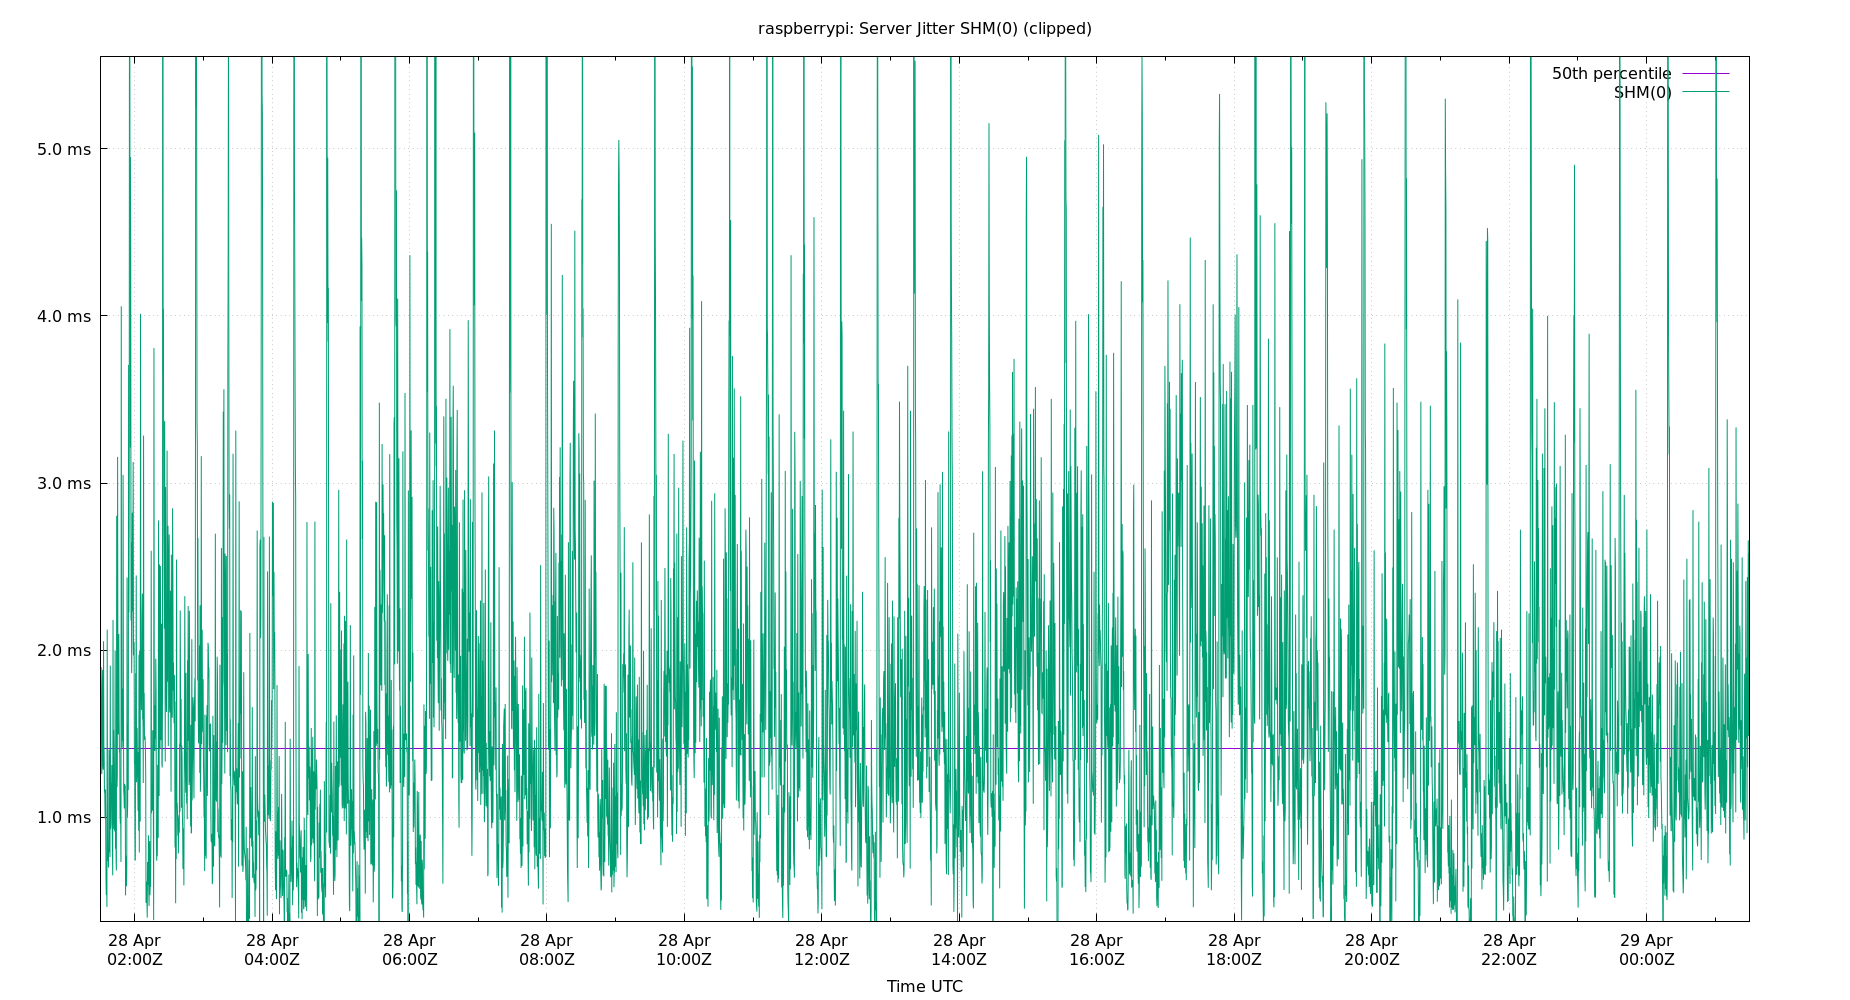 raspberrypi: Server Jitter SHM(0) (clipped)
50th percentile
SHM(0)
5.0 ms
4.0 ms
3.0 ms
2.0 ms
1.0 ms
28 Apr 28 Apr 28 Apr 28 Apr 28 Apr 28 Apr 28 Apr 28 Apr 28 Apr 28 Apr 28 Apr 29 Apr
02:00Z 04:00Z 06:00Z 08:00Z 10:00Z 12:00Z 14:00Z 16:00Z 18:00Z 20:00Z 22:00Z 00:00Z
Time UTC